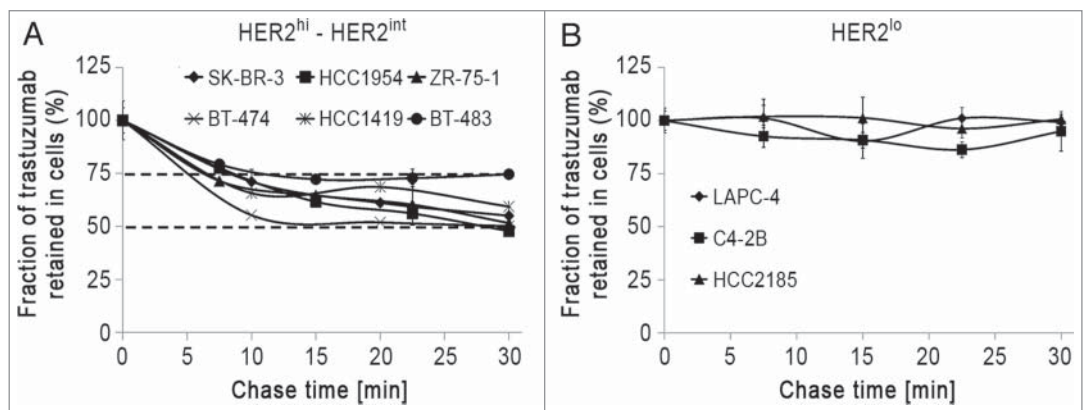 A
HER2hi - HER2int
Fraction of trastuzumab
retained in cells (%)
125
100
75
50
25
0
SK-BR-3 HCC1954 ZR-75-1
BT-474 HCC1419 BT-483
0 5 10 15 20 25 30
Chase time [min]
B
HER2lo
Fraction of trastuzumab
retained in cells (%)
125
100
75
50
25
0
LAPC-4
C4-2B
HCC2185
0 5 10 15 20 25 30
Chase time [min]